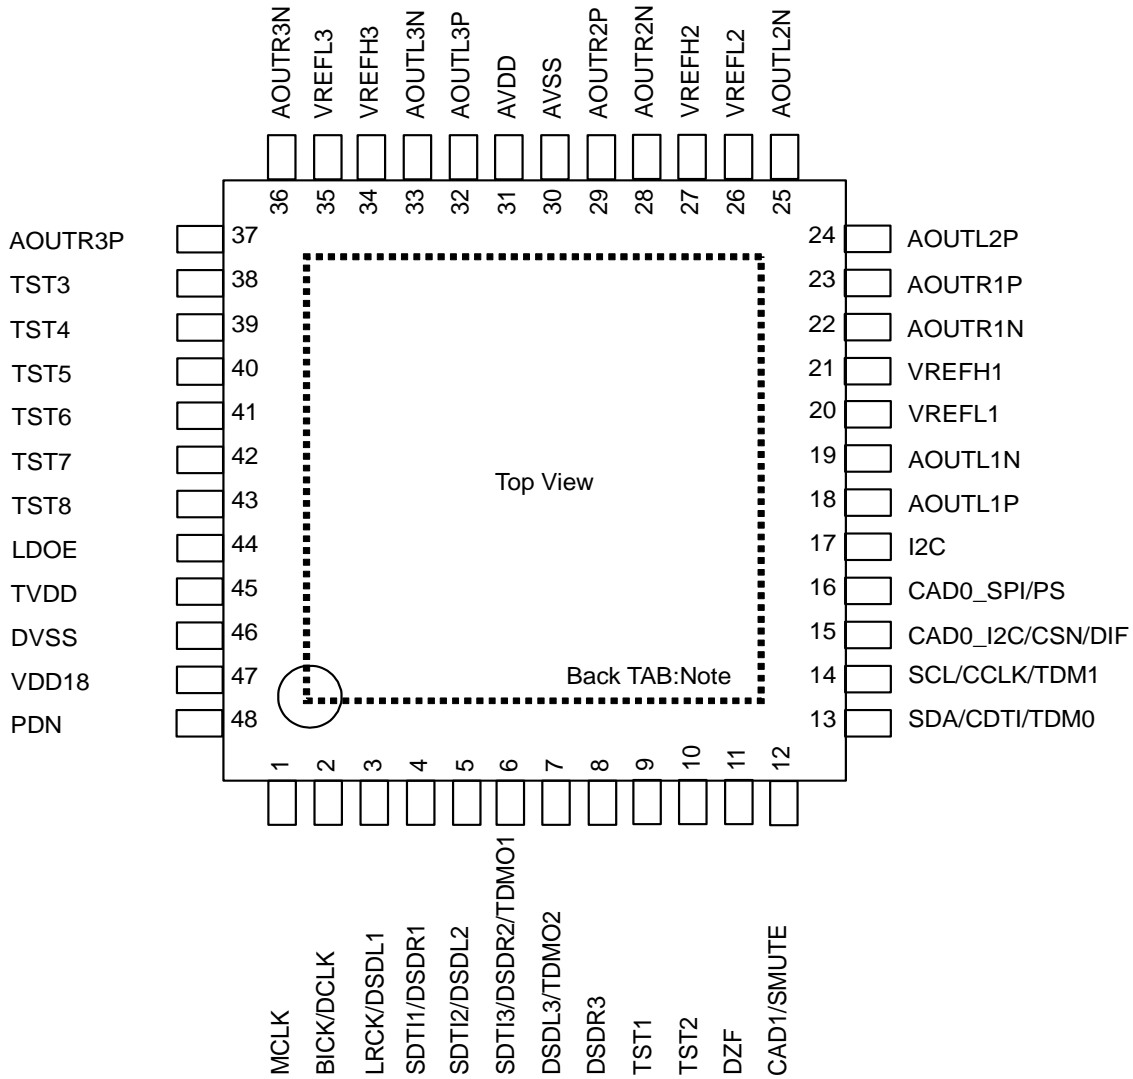 AOUTR3N
VREFL3
VREFH3
AOUTL3N
AOUTL3P
AVDD
AVSS
AOUTR2P
AOUTR2N
VREFH2
VREFL2
AOUTL2N
36
35
34
33
32
31
30
29
28
27
26
25
AOUTR3P 37
TST3 38
TST4 39
TST5 40
TST6 41
TST7 42
TST8 43
LDOE 44
TVDD 45
DVSS 46
VDD18 47
PDN 48
24 AOUTL2P
23 AOUTR1P
22 AOUTR1N
21 VREFH1
20 VREFL1
19 AOUTL1N
18 AOUTL1P
17 I2C
16 CAD0_SPI/PS
15 CAD0_I2C/CSN/DIF
14 SCL/CCLK/TDM1
13 SDA/CDTI/TDM0
Top View
Back TAB:Note
1
2
3
4
5
6
7
8
9
10
11
12
MCLK
BICK/DCLK
LRCK/DSDL1
SDTI1/DSDR1
SDTI2/DSDL2
SDTI3/DSDR2/TDMO1
DSDL3/TDMO2
DSDR3
TST1
TST2
DZF
CAD1/SMUTE